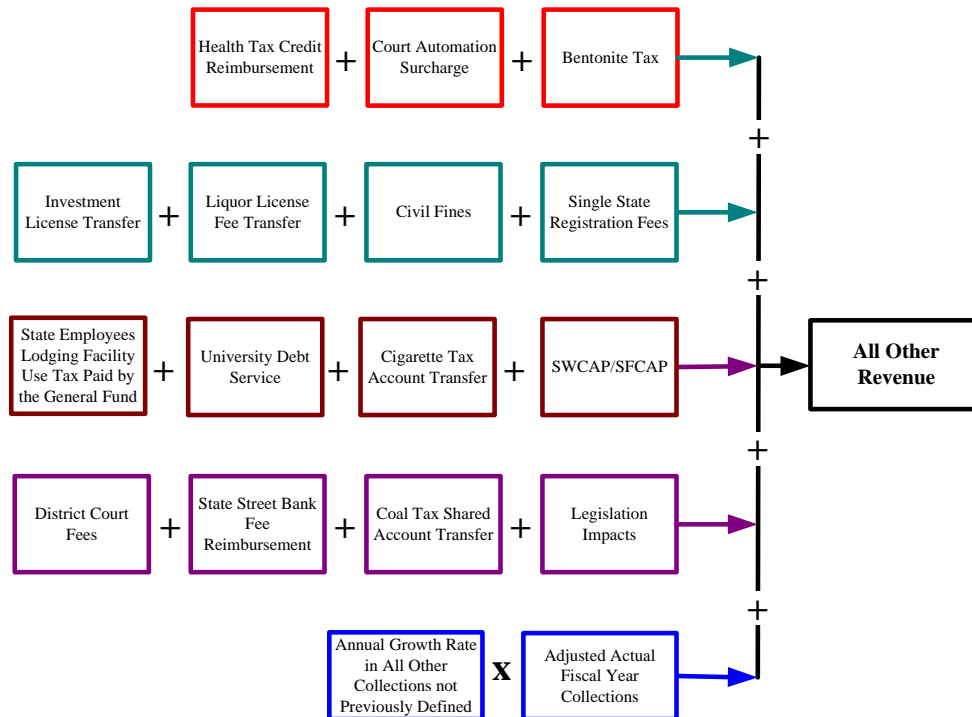 Health Tax Credit
Reimbursement
+
Court Automation
Surcharge
+
Bentonite Tax
+
Investment
License Transfer
+
Liquor License
Fee Transfer
+
Civil Fines
+
Single State
Registration Fees
+
State Employees
Lodging Facility
Use Tax Paid by
the General Fund
+
University Debt
Service
+
Cigarette Tax
Account Transfer
+
SWCAP/SFCAP
All Other
Revenue
+
District Court
Fees
+
State Street Bank
Fee
Reimbursement
+
Coal Tax Shared
Account Transfer
+
Legislation
Impacts
+
Annual Growth Rate
in All Other
Collections not
Previously Defined
x
Adjusted Actual
Fiscal Year
Collections